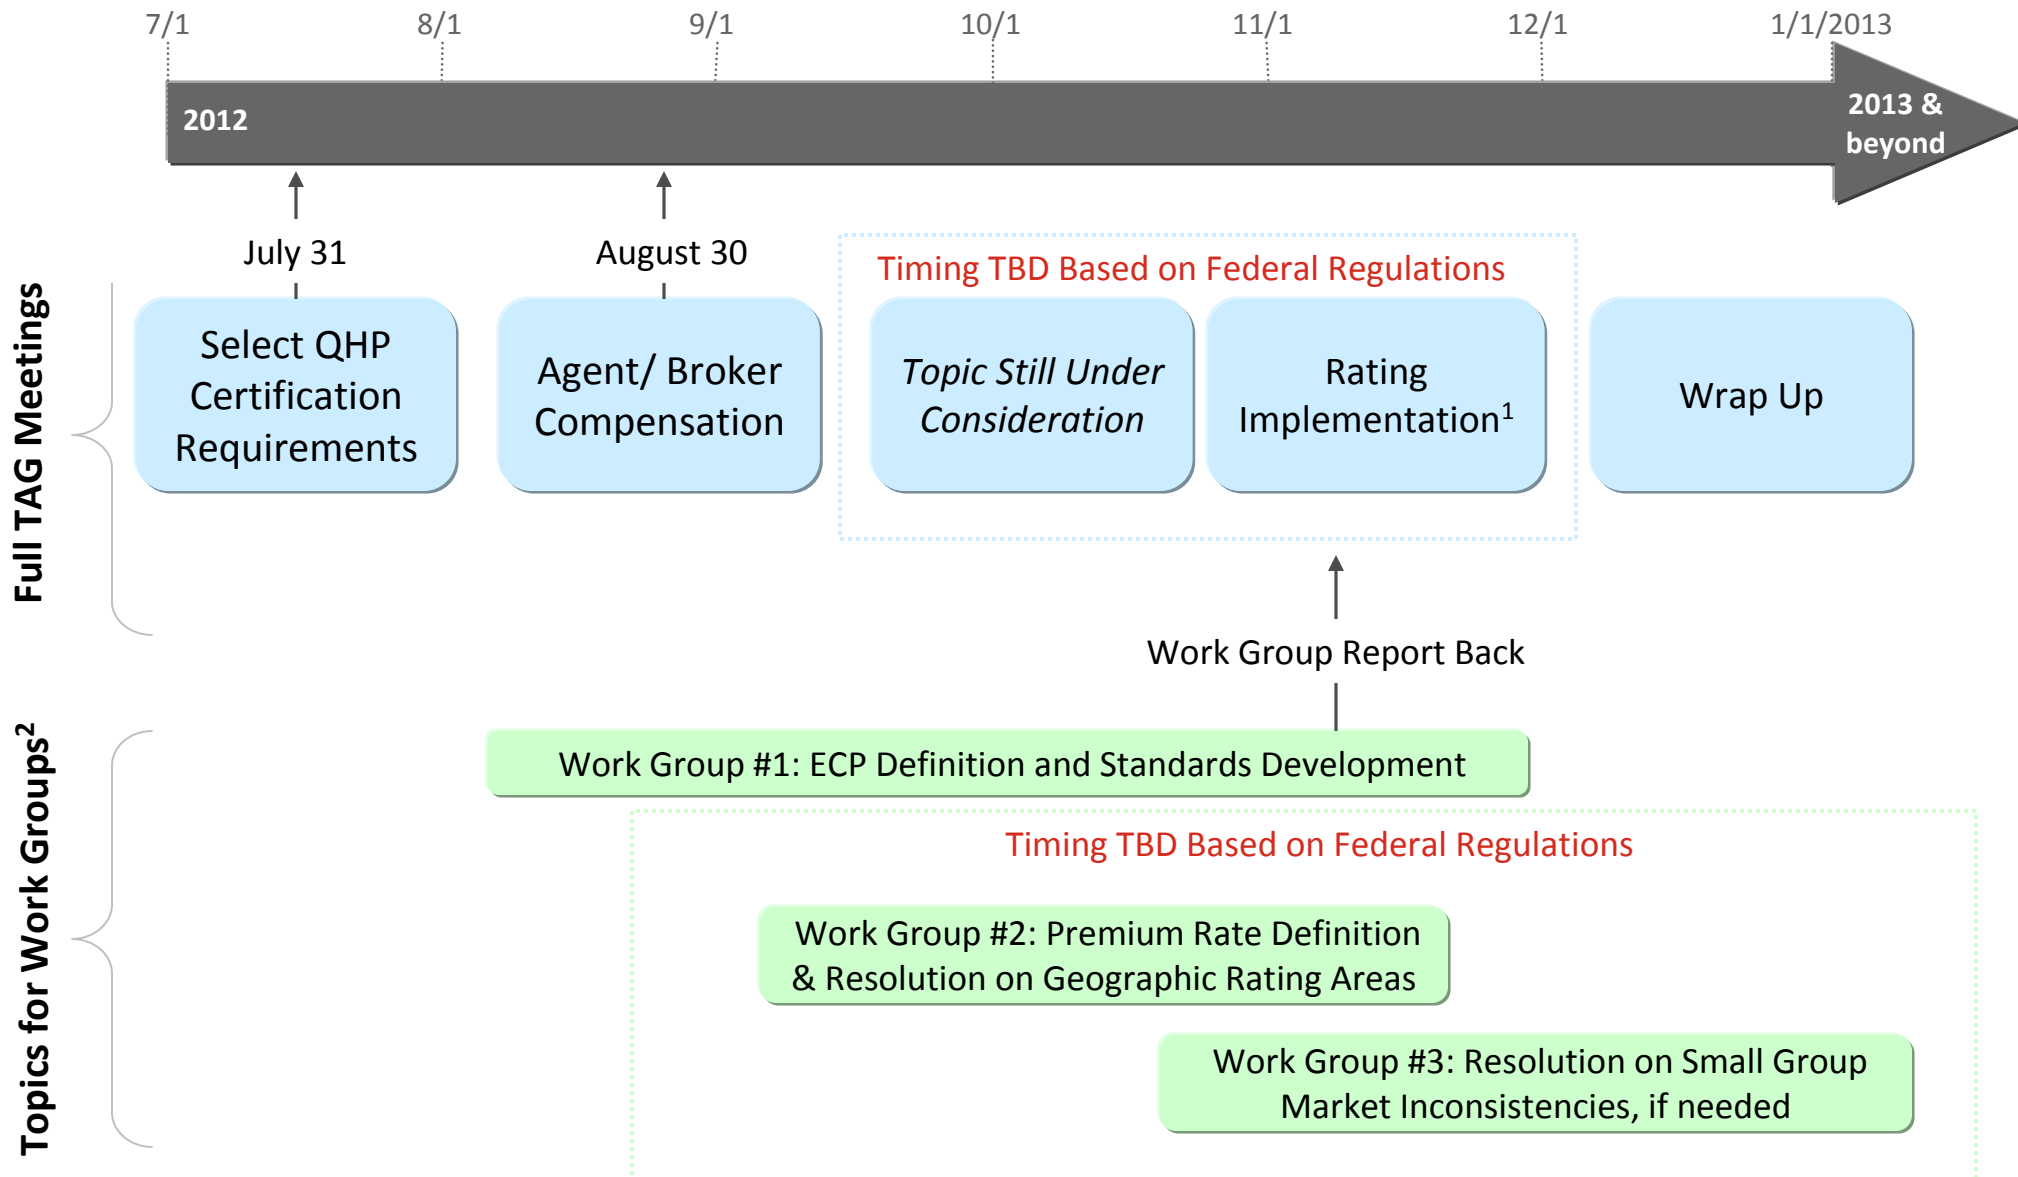 7/1
8/1
9/1
10/1
11/1
12/1
1/1/2013
2012
2013 &
beyond
July 31
August 30
Timing TBD Based on Federal Regulations
Full TAG Meetings
Select QHP
Certification
Requirements
Agent/ Broker
Compensation
Topic Still Under
Consideration
Rating
Implementation¹
Wrap Up
Work Group Report Back
Topics for Work Groups²
Work Group #1: ECP Definition and Standards Development
Timing TBD Based on Federal Regulations
Work Group #2: Premium Rate Definition
& Resolution on Geographic Rating Areas
Work Group #3: Resolution on Small Group
Market Inconsistencies, if needed